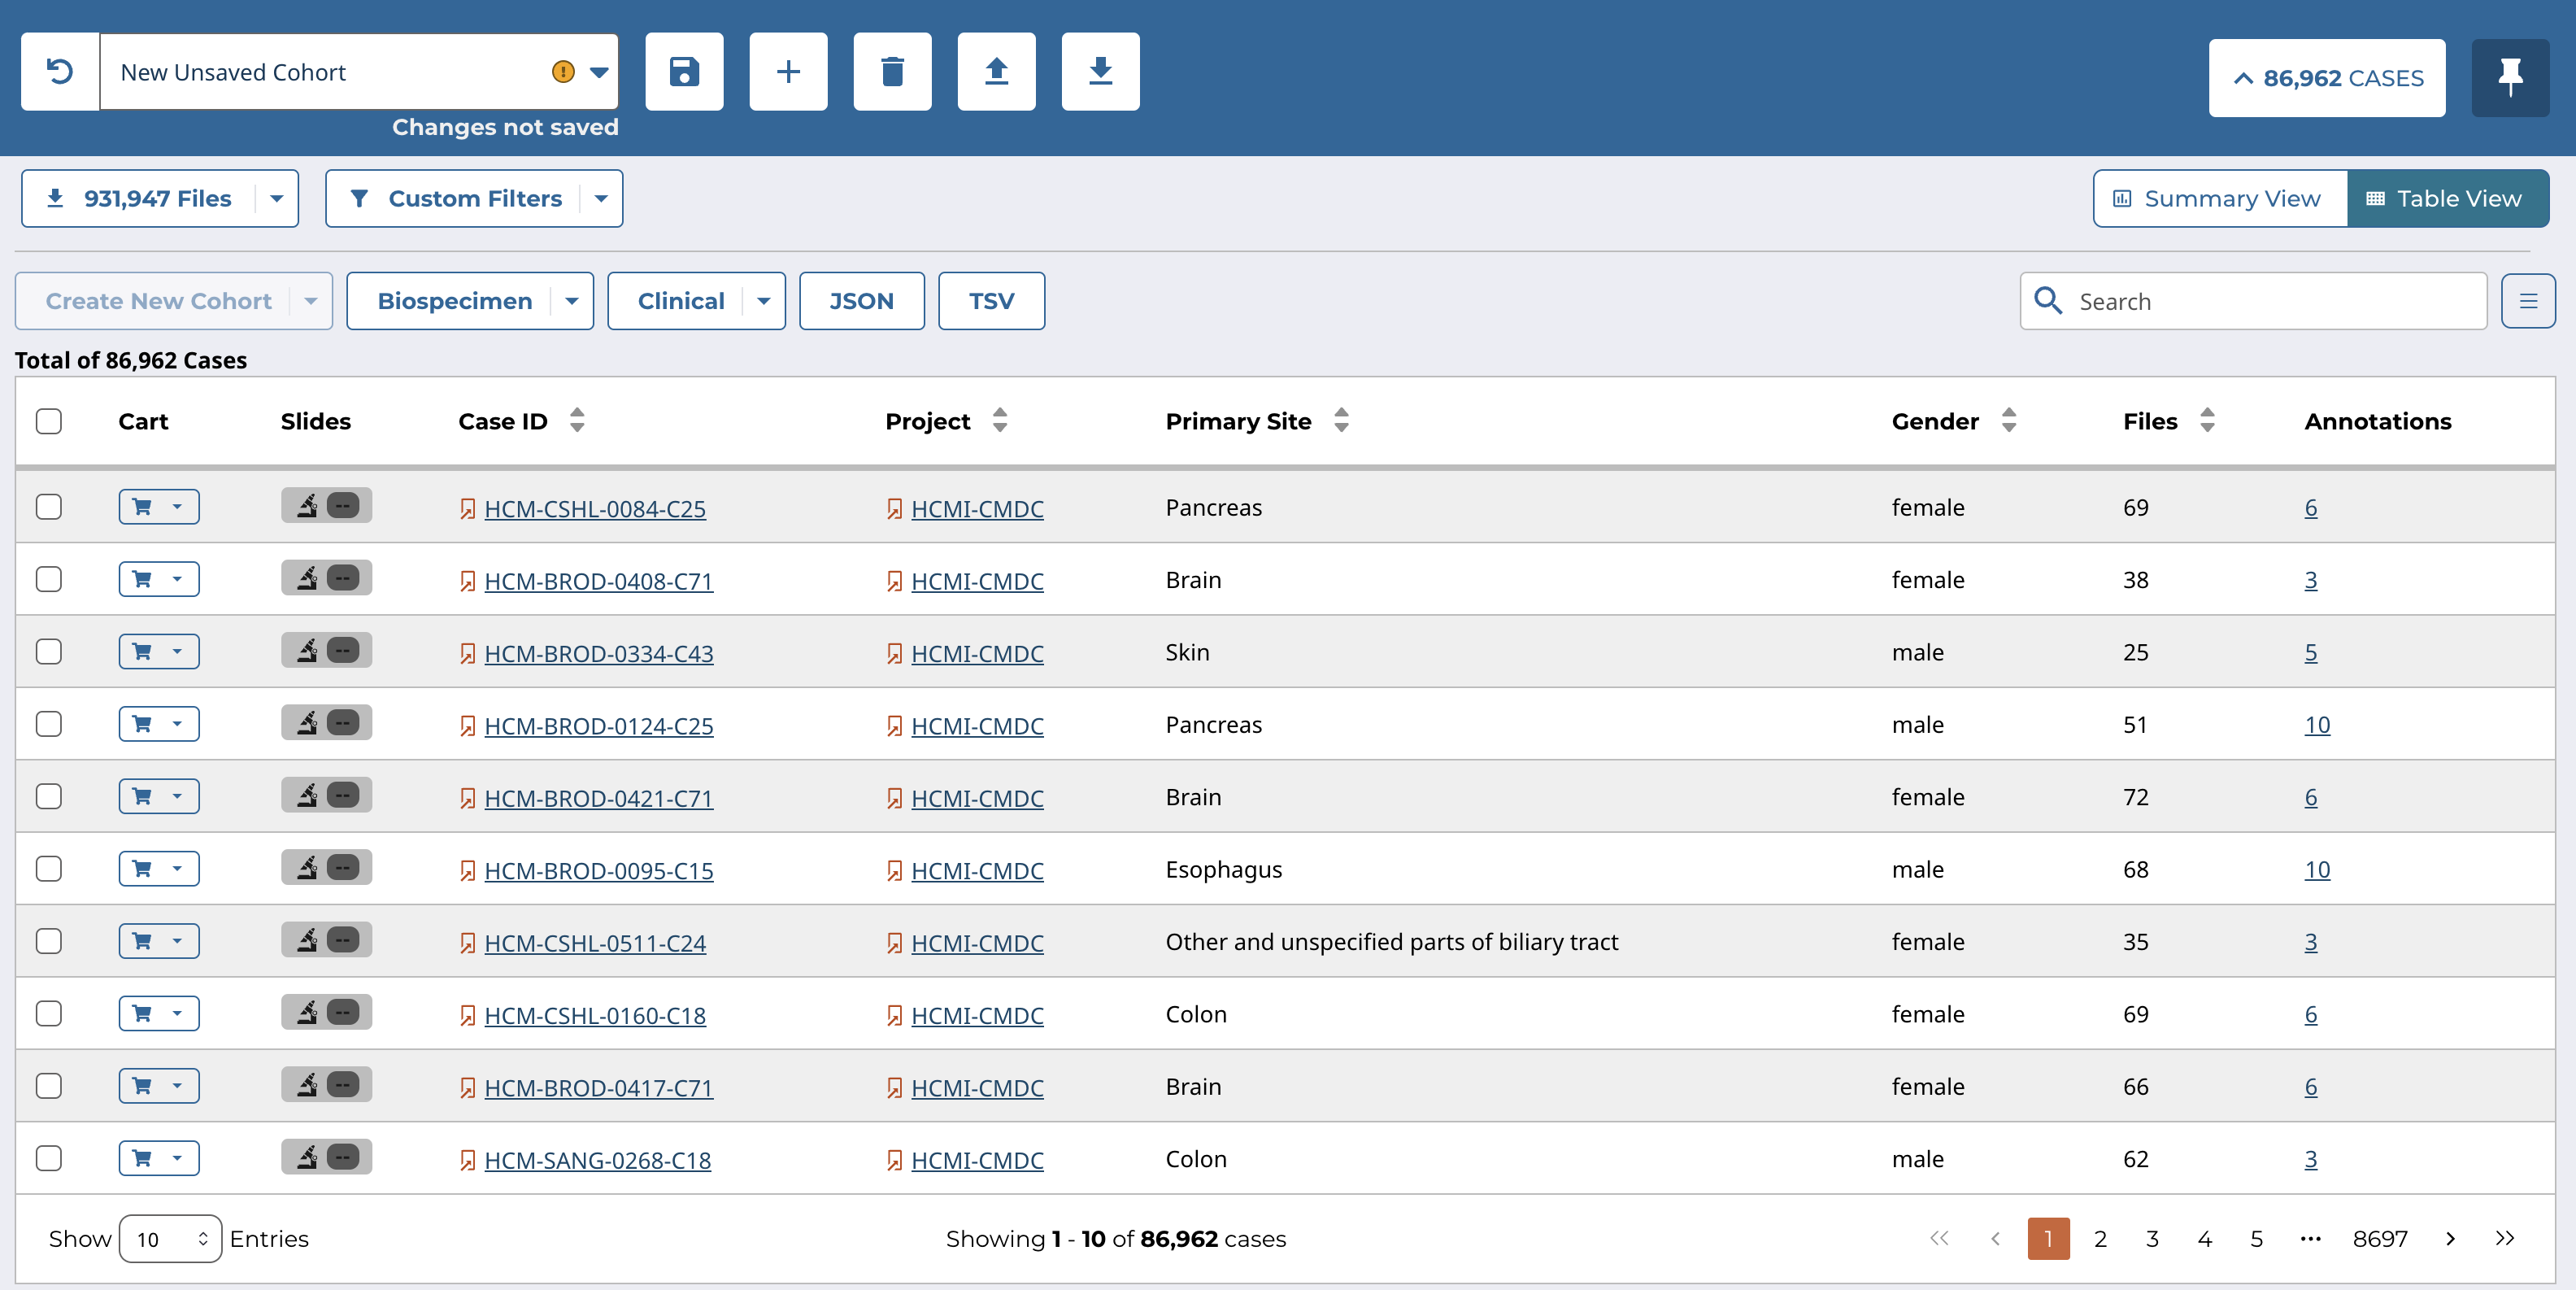 New Unsaved Cohort
Changes not saved
86,962 CASES
931,947 Files
Custom Filters
Summary View
Table View
Create New Cohort
Biospecimen
Clinical
JSON
TSV
Search
Total of 86,962 Cases
Cart Slides Case ID Project Primary Site Gender Files Annotations
-- HCM-CSHL-0084-C25 HCMI-CMDC Pancreas female 69 6
-- HCM-BROD-0408-C71 HCMI-CMDC Brain female 38 3
-- HCM-BROD-0334-C43 HCMI-CMDC Skin male 25 5
-- HCM-BROD-0124-C25 HCMI-CMDC Pancreas male 51 10
-- HCM-BROD-0421-C71 HCMI-CMDC Brain female 72 6
-- HCM-BROD-0095-C15 HCMI-CMDC Esophagus male 68 10
-- HCM-CSHL-0511-C24 HCMI-CMDC Other and unspecified parts of biliary tract female 35 3
-- HCM-CSHL-0160-C18 HCMI-CMDC Colon female 69 6
-- HCM-BROD-0417-C71 HCMI-CMDC Brain female 66 6
-- HCM-SANG-0268-C18 HCMI-CMDC Colon male 62 3
Show 10 Entries Showing 1 - 10 of 86,962 cases 1 2 3 4 5 ••• 8697